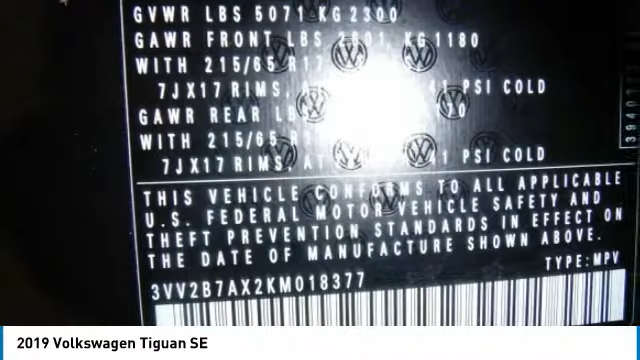 GVWR LBS 5071 KG 2300
GAWR FRONT LBS 2601 KG 1180
WITH 215/65 R17
7JX17 RIMS, PSI COLD
GAWR REAR
WITH 215/65
7JX17 RIMS, PSI COLD
THIS VEHICLE CONFORMS TO ALL APPLICABLE
U.S. FEDERAL MOTOR VEHICLE SAFETY AND
THEFT PREVENTION STANDARDS IN EFFECT ON
THE DATE OF MANUFACTURE SHOWN ABOVE.
TYPE:MPV
3VV2B7AX2KM018377
2019 Volkswagen Tiguan SE